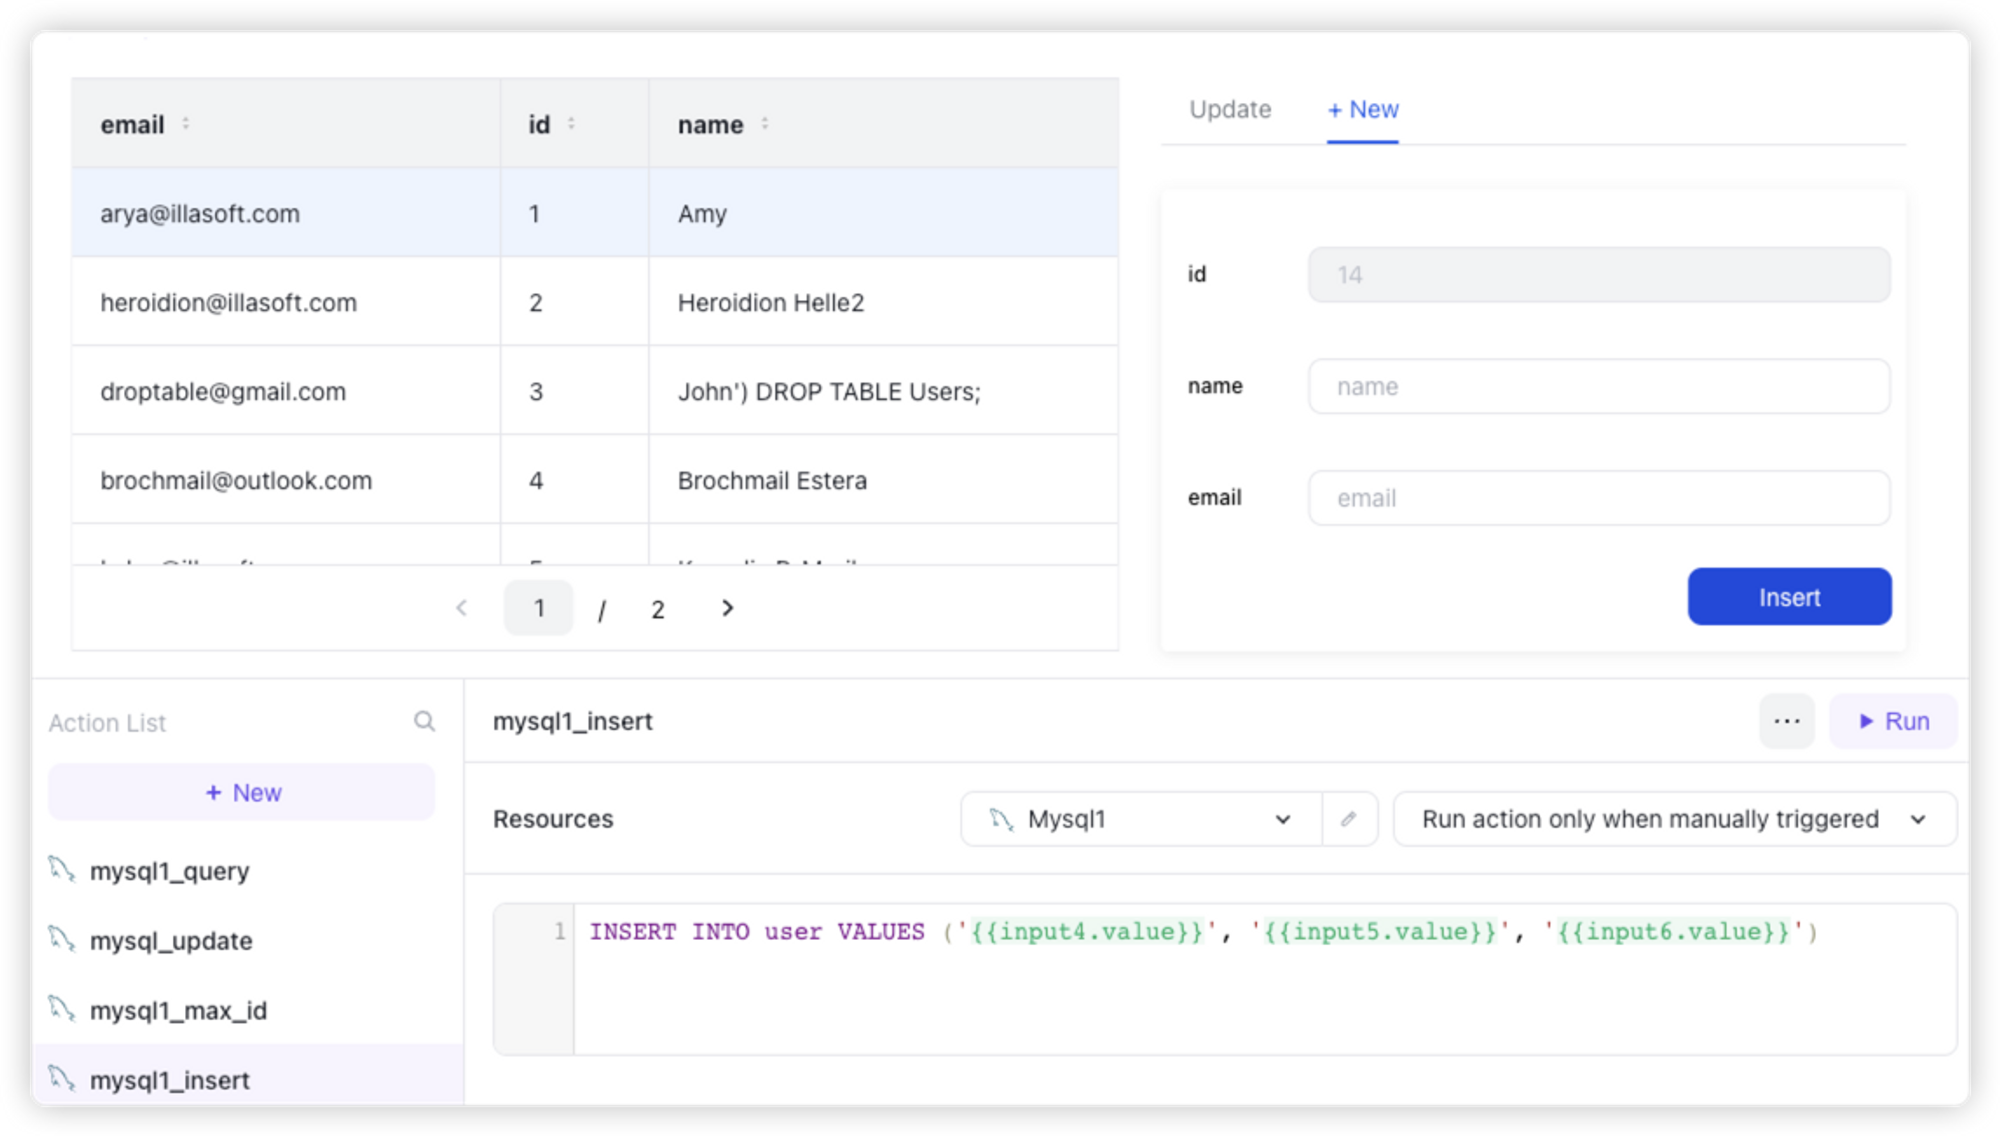 email id name
arya@illasoft.com 1 Amy
heroidion@illasoft.com 2 Heroidion Helle2
droptable@gmail.com 3 John') DROP TABLE Users;
brochmail@outlook.com 4 Brochmail Estera
1 / 2
Update + New
id 14
name name
email email
Insert
Action List
+ New
mysql1_query
mysql_update
mysql1_max_id
mysql1_insert
mysql1_insert
... Run
Resources Mysql1 Run action only when manually triggered
1 INSERT INTO user VALUES ('{{input4.value}}', '{{input5.value}}', '{{input6.value}}')